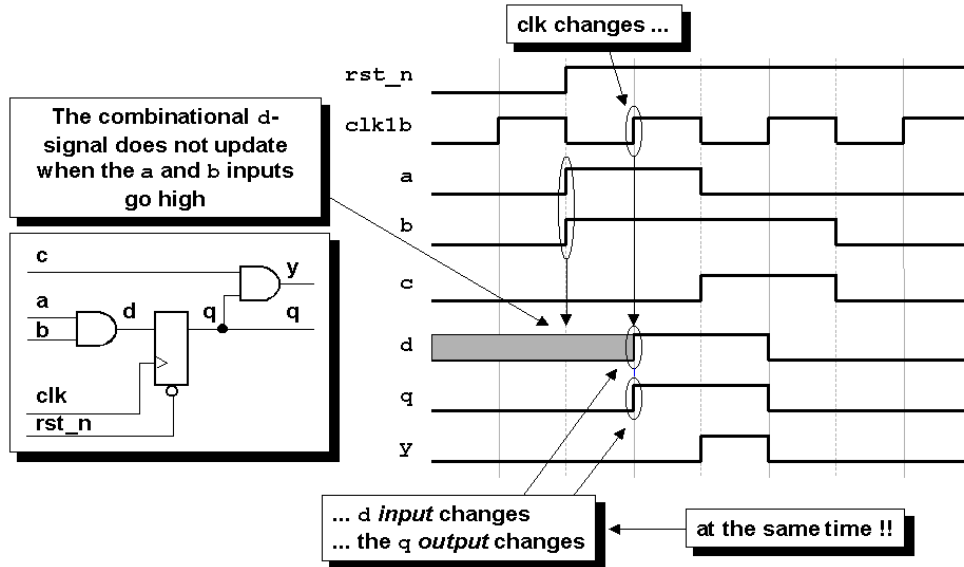 clk changes ...
rst_n
clk1b
a
b
c
d
q
y
The combinational d-
signal does not update
when the a and b inputs
go high
c
y
a
d
q
q
b
clk
rst_n
... d input changes
... the q output changes
at the same time !!